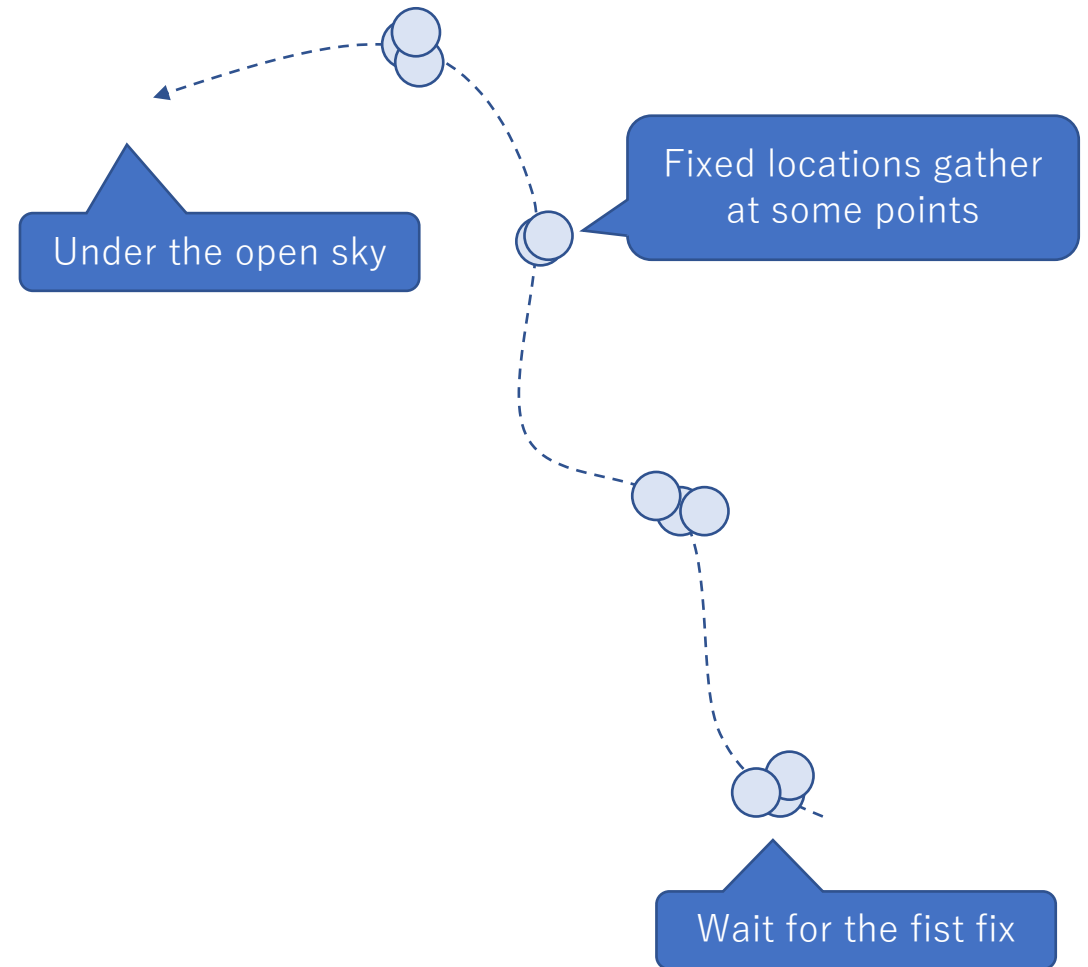 Fixed locations gather
at some points
Under the open sky
Wait for the fist fix